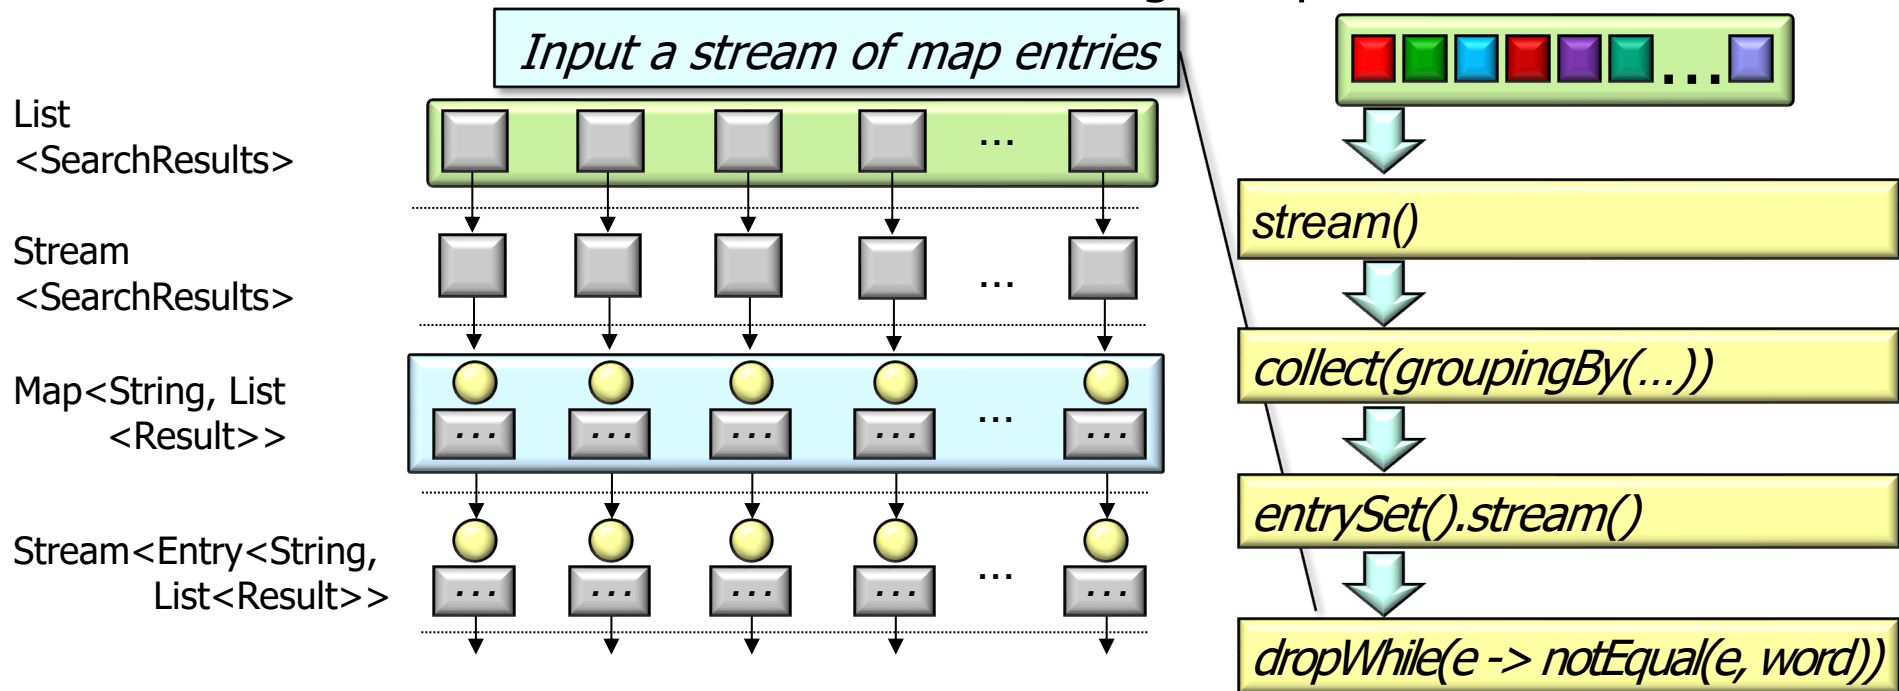 Input a stream of map entries
List
<SearchResults>
...
Stream
<SearchResults>
...
Map<String, List
<Result>>
... ... ... ... ... ...
Stream<Entry<String,
List<Result>>
... ... ... ... ... ...
...
stream()
collect(groupingBy(...))
entrySet().stream()
dropWhile(e -> notEqual(e, word))